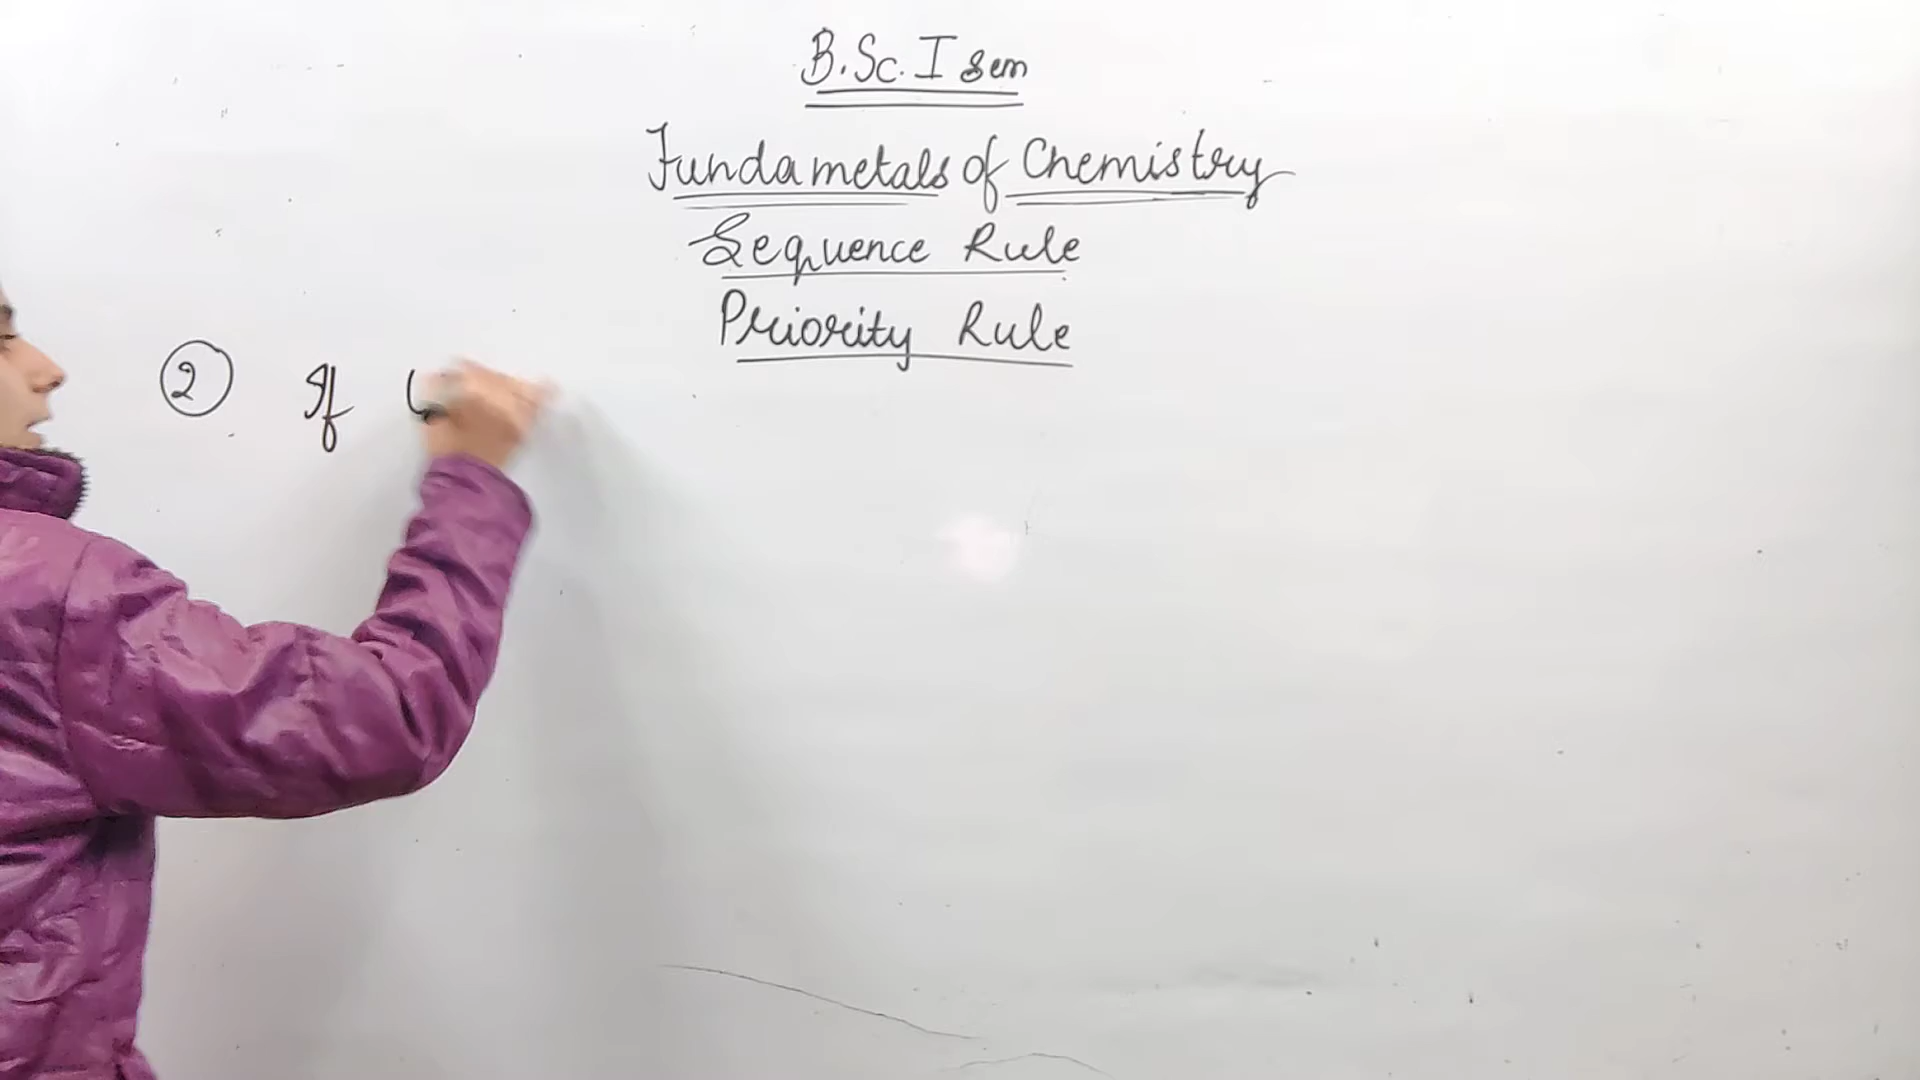 B.Sc. I sem
Fundametals of Chemistry
Sequence Rule
Priority Rule
2 If